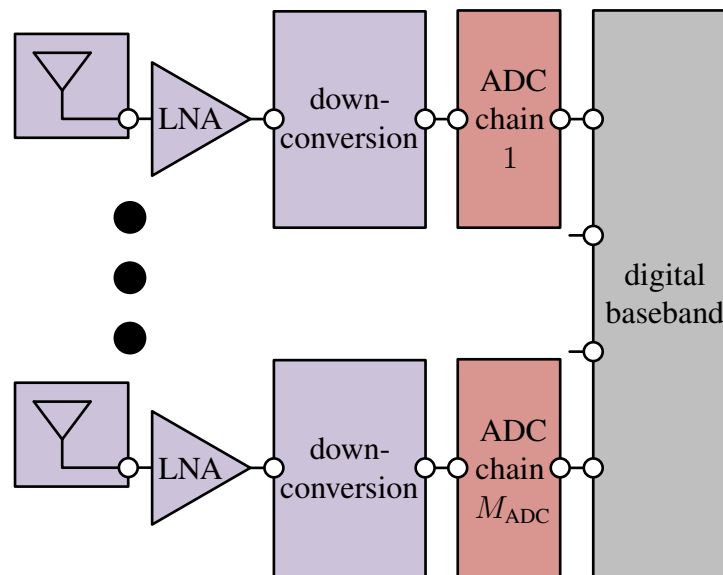 LNA
down-
conversion
ADC
chain
1
digital
baseband
LNA
down-
conversion
ADC
chain
M_ADC